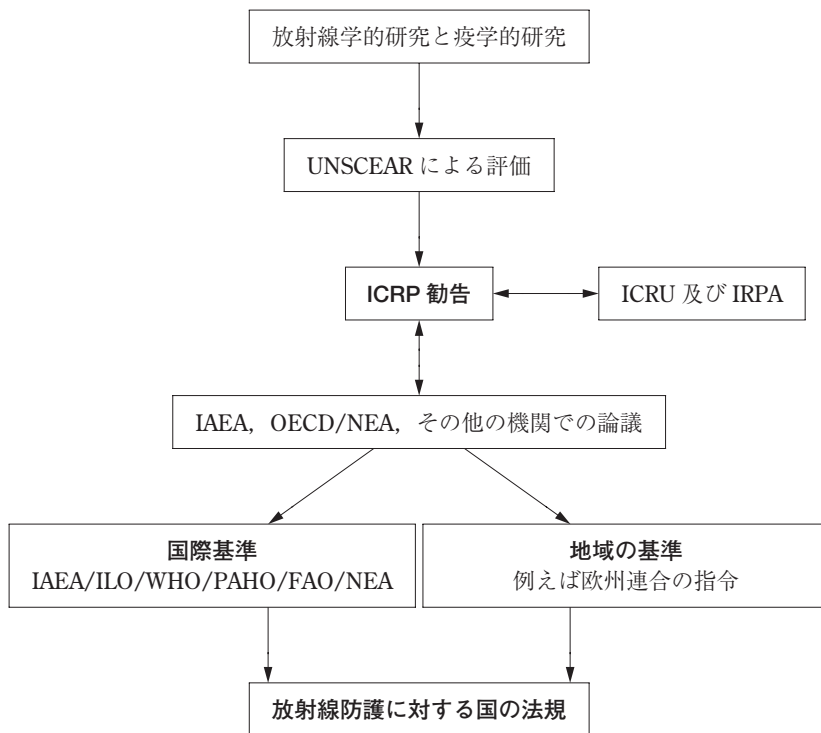 放射線学的研究と疫学的研究
UNSCEAR による評価
ICRP 勧告
ICRU 及び IRPA
IAEA，OECD/NEA，その他の機関での論議
国際基準
IAEA/ILO/WHO/PAHO/FAO/NEA
地域の基準
例えば欧州連合の指令
放射線防護に対する国の法規